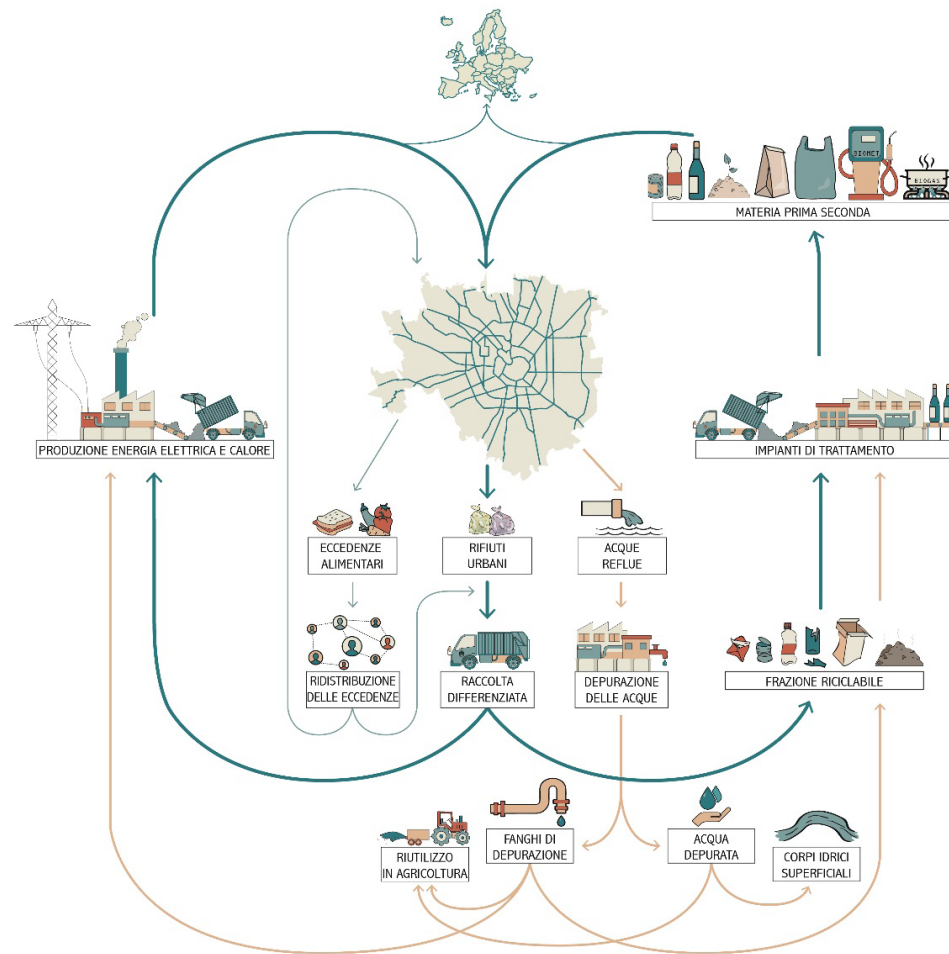 BIOMET
BIOGAS
MATERIA PRIMA SECONDA
PRODUZIONE ENERGIA ELETTRICA E CALORE
IMPIANTI DI TRATTAMENTO
ECCEDENZE
ALIMENTARI
RIFIUTI
URBANI
ACQUE
REFLUE
RIDISTRIBUZIONE
DELLE ECCEDENZE
RACCOLTA
DIFFERENZIATA
DEPURAZIONE
DELLE ACQUE
FRAZIONE RICICLABILE
RIUTILIZZO
IN AGRICOLTURA
FANGHI DI
DEPURAZIONE
ACQUA
DEPURATA
CORPI IDRICI
SUPERFICIALI